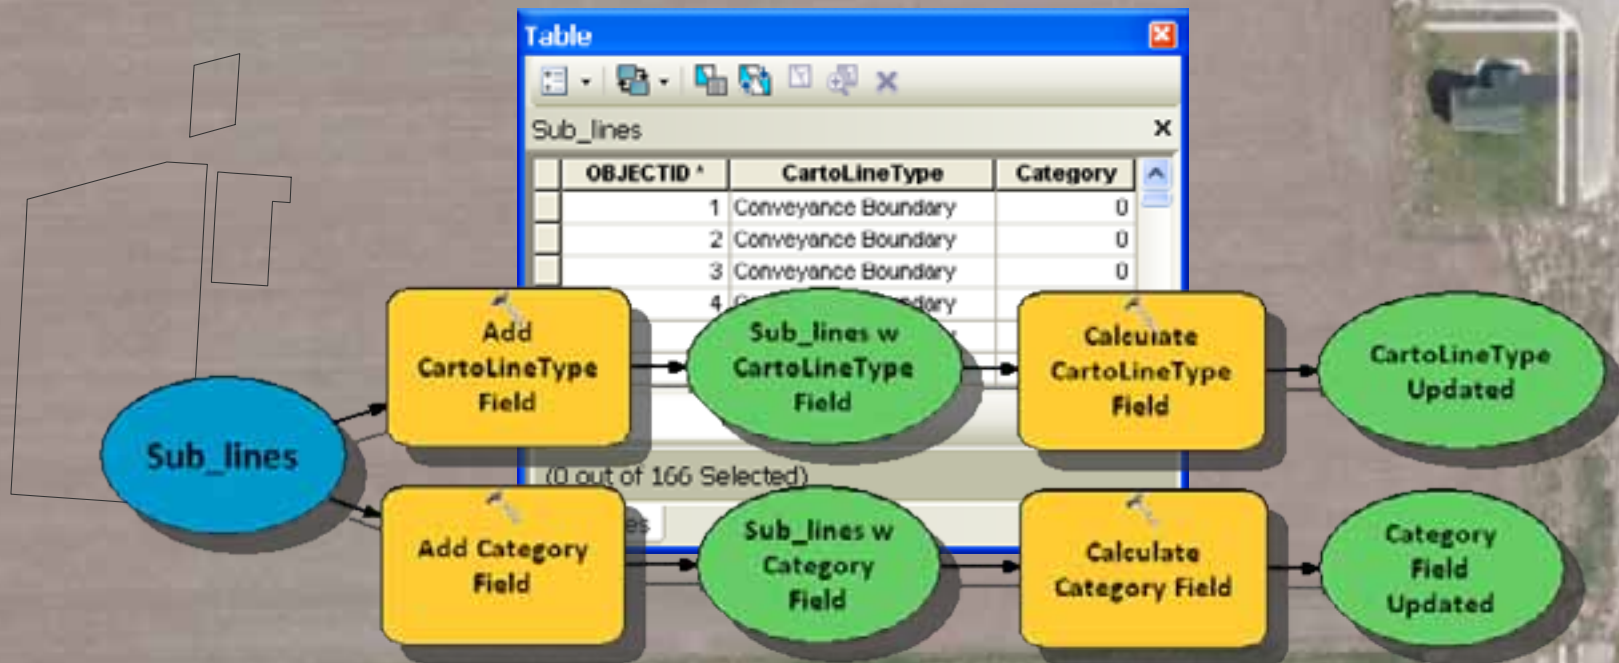 Table
Sub_lines
OBJECTID * CartoLineType Category
1 Conveyance Boundary 0
2 Conveyance Boundary 0
3 Conveyance Boundary 0
4
Add
CartoLineType
Field
Sub_lines w
CartoLineType
Field
Calculate
CartoLineType
Field
CartoLineType
Updated
Sub_lines
(0 out of 166 Selected)
Add Category
Field
Sub_lines w
Category
Field
Calculate
Category Field
Category
Field
Updated